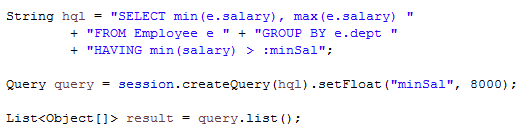 String hql = "SELECT min(e.salary), max(e.salary) "
+ "FROM Employee e " + "GROUP BY e.dept "
+ "HAVING min(salary) > :minSal";
Query query = session.createQuery(hql).setFloat("minSal", 8000);
List<Object[]> result = query.list();